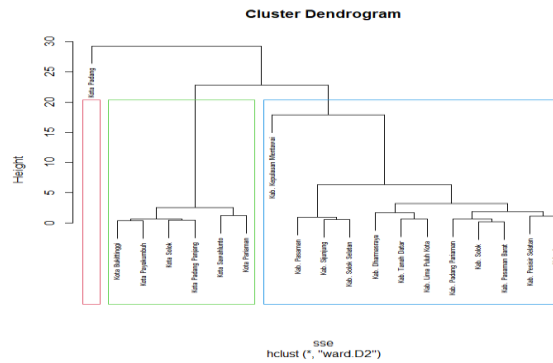 Cluster Dendrogram
Height
30
25
20
15
10
5
0
Kota Padang
Kota Bukittinggi
Kota Payakumbuh
Kota Solok
Kota Padang Panjang
Kota Sawahlunto
Kota Pariaman
Kab. Kepulauan Mentawai
Kab. Pasaman
Kab. Sijunjung
Kab. Solok Selatan
Kab. Dharmasraya
Kab. Tanah Datar
Kab. Lima Puluh Kota
Kab. Padang Pariaman
Kab. Solok
Kab. Pasaman Barat
Kab. Pesisir Selatan
sse
hclust (*, "ward.D2")